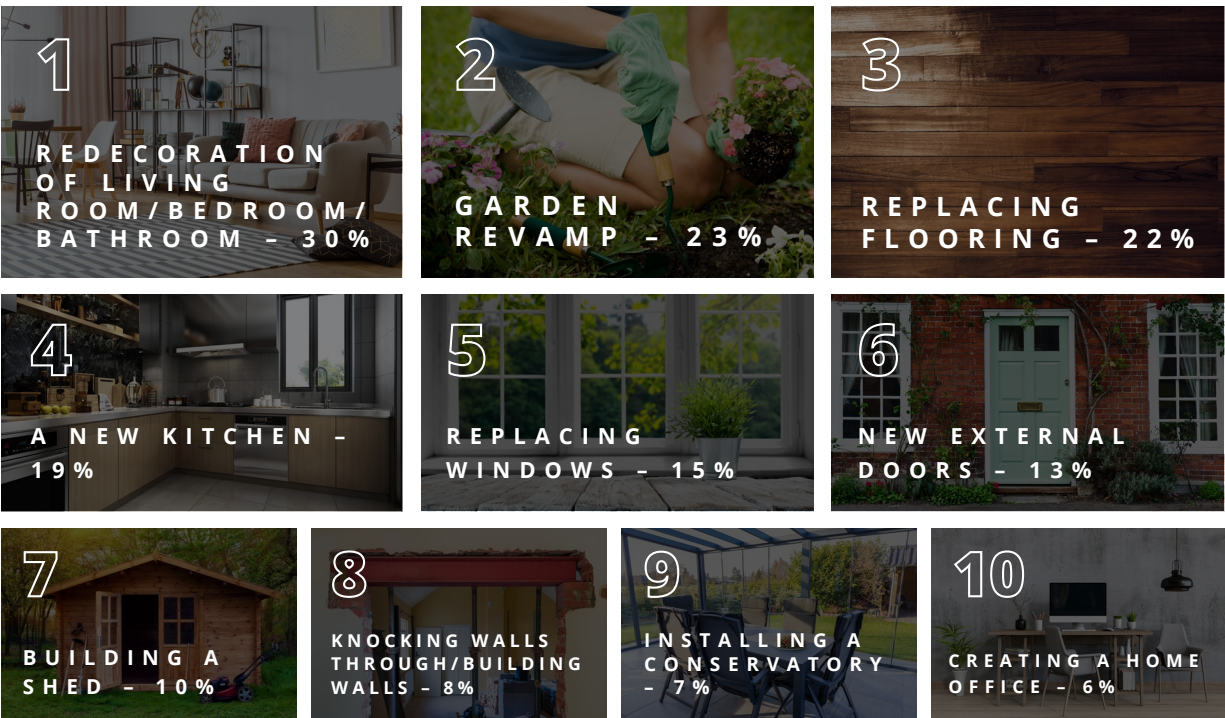 1
REDECORATION
OF LIVING
ROOM/BEDROOM/
BATHROOM – 30%
2
GARDEN
REVAMP – 23%
3
REPLACING
FLOORING – 22%
4
A NEW KITCHEN –
19%
5
REPLACING
WINDOWS – 15%
6
NEW EXTERNAL
DOORS – 13%
7
BUILDING A
SHED – 10%
8
KNOCKING WALLS
THROUGH/BUILDING
WALLS – 8%
9
INSTALLING A
CONSERVATORY
– 7%
10
CREATING A HOME
OFFICE – 6%